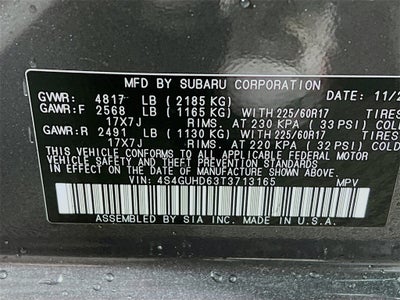 MFD BY SUBARU CORPORATION DATE: 11/2
GVWR: 4817 LB ( 2185 KG)
GAWR:F 2568 LB ( 1165 KG) WITH 225/60R17 TIRES
17X7J RIMS, AT 230 KPA ( 33 PSI) COLD
GAWR:R 2491 LB ( 1130 KG) WITH 225/60R17 TIRE
17X7J RIMS, AT 220 KPA ( 32 PSI) COLD
THIS VEHICLE CONFORMS TO ALL APPLICABLE FEDERAL MOTOR
VEHICLE SAFETY, BUMPER, AND THEFT PREVENTION STANDARDS
IN EFFECT ON THE DATE OF MANUFACTURE SHOWN ABOVE.
VIN: 4S4GUHD63T3713165 MPV
ASSEMBLED BY SIA INC. MADE IN U.S.A.